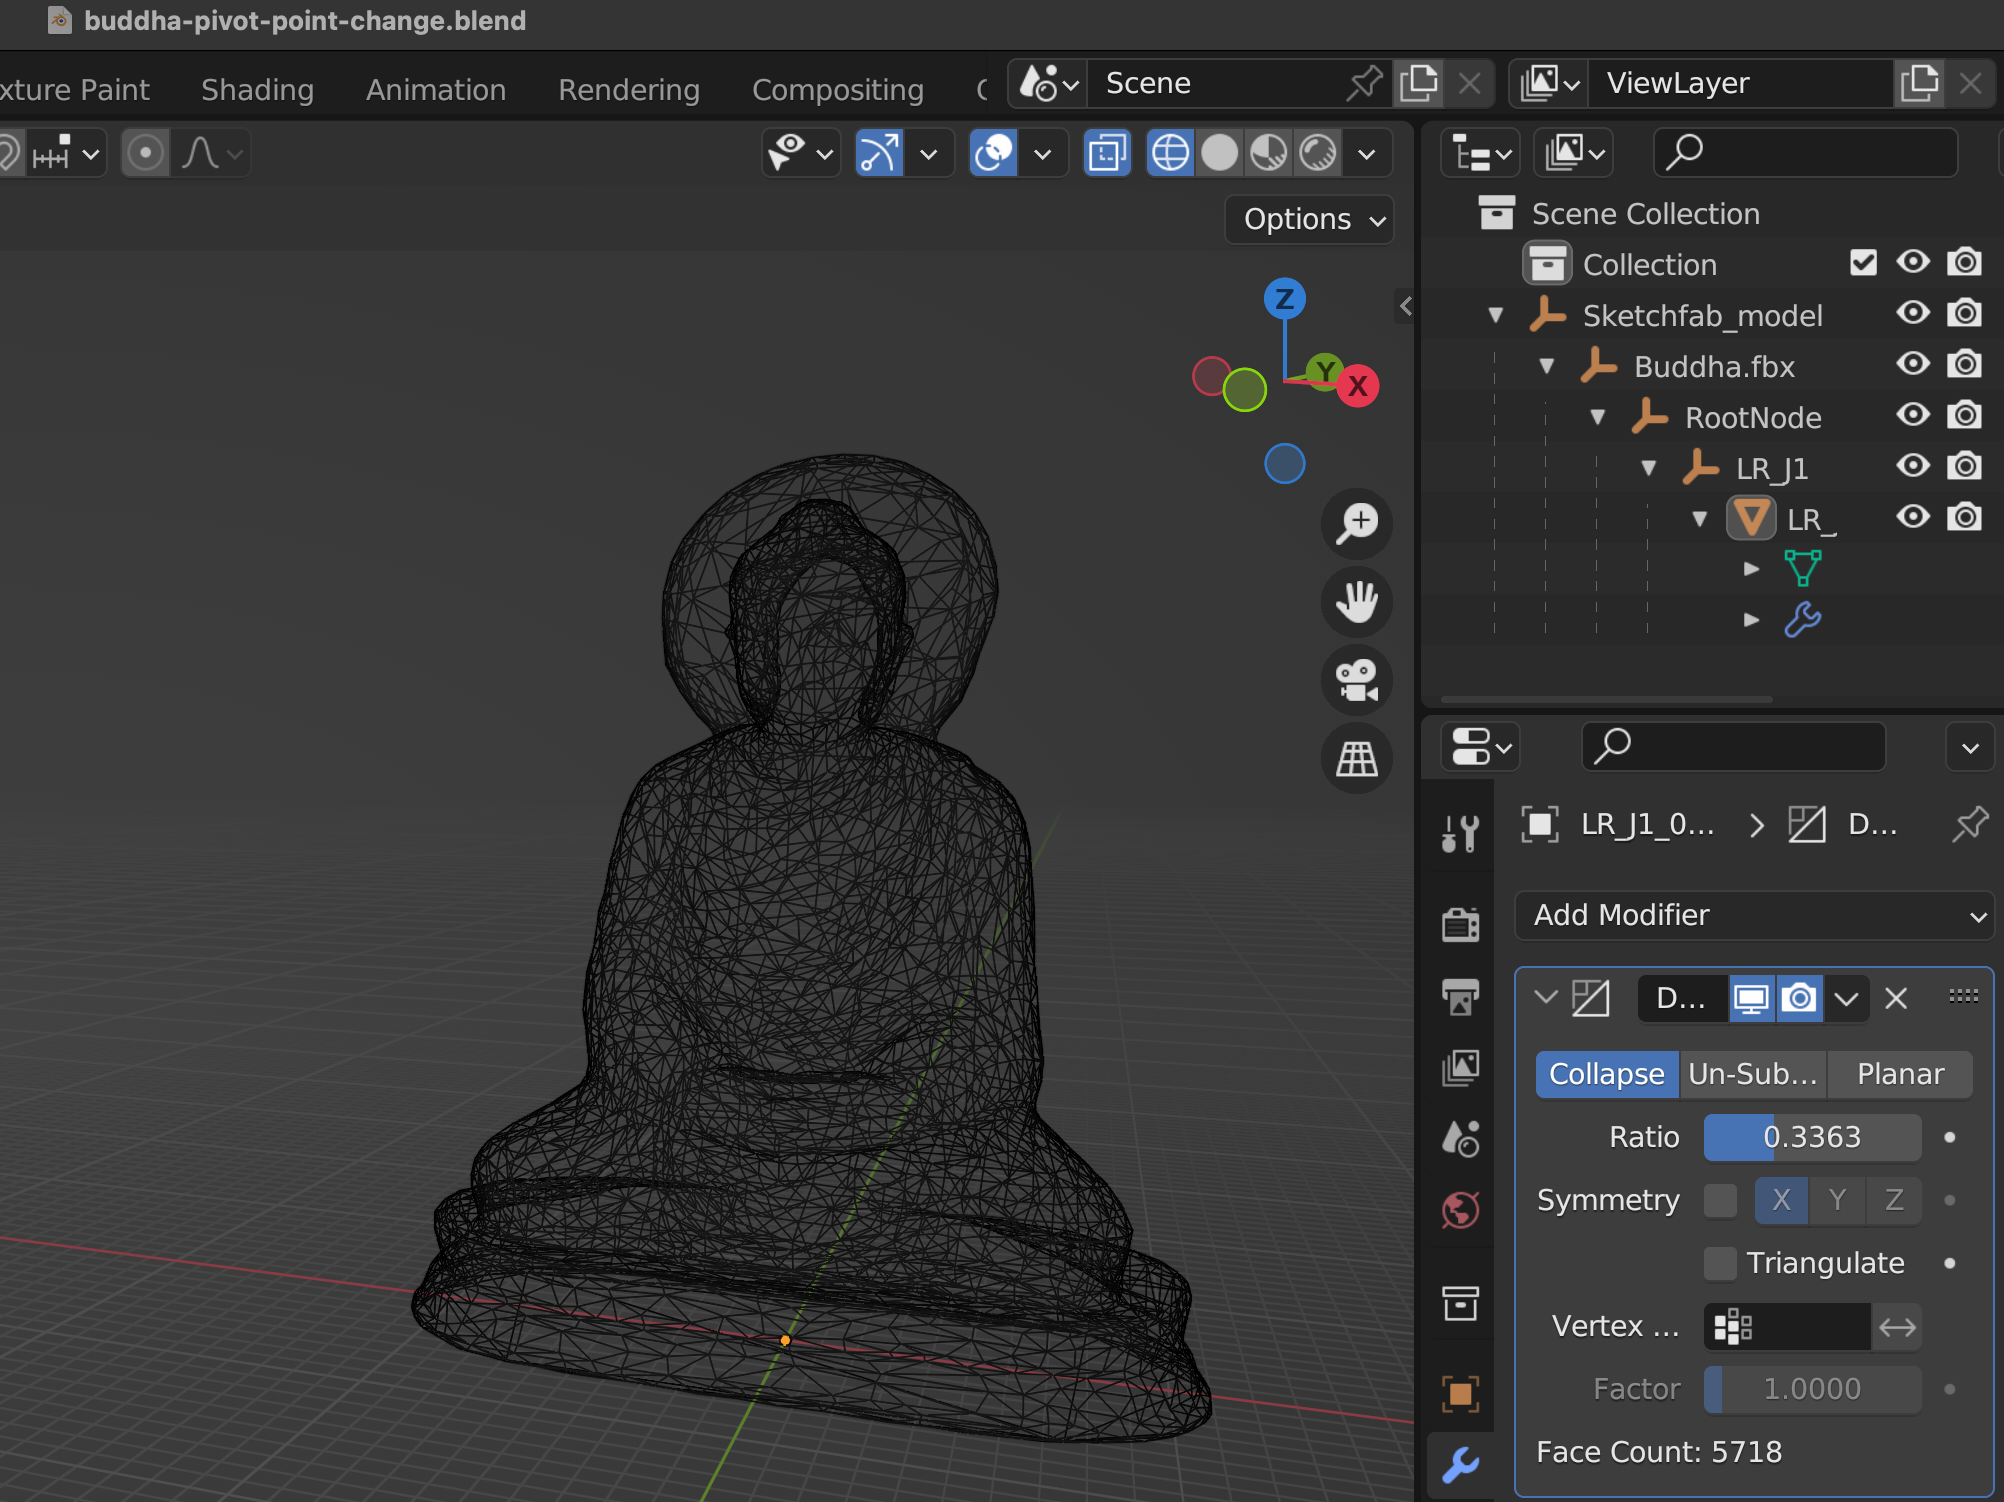 buddha-pivot-point-change.blend
xture Paint Shading Animation Rendering Compositing
Scene
ViewLayer
Options
Z
Y
X
Scene Collection
Collection
Sketchfab_model
Buddha.fbx
RootNode
LR_J1
LR_
LR_J1_0... D...
Add Modifier
D...
Collapse Un-Sub... Planar
Ratio 0.3363
Symmetry X Y Z
Triangulate
Vertex ...
Factor 1.0000
Face Count: 5718